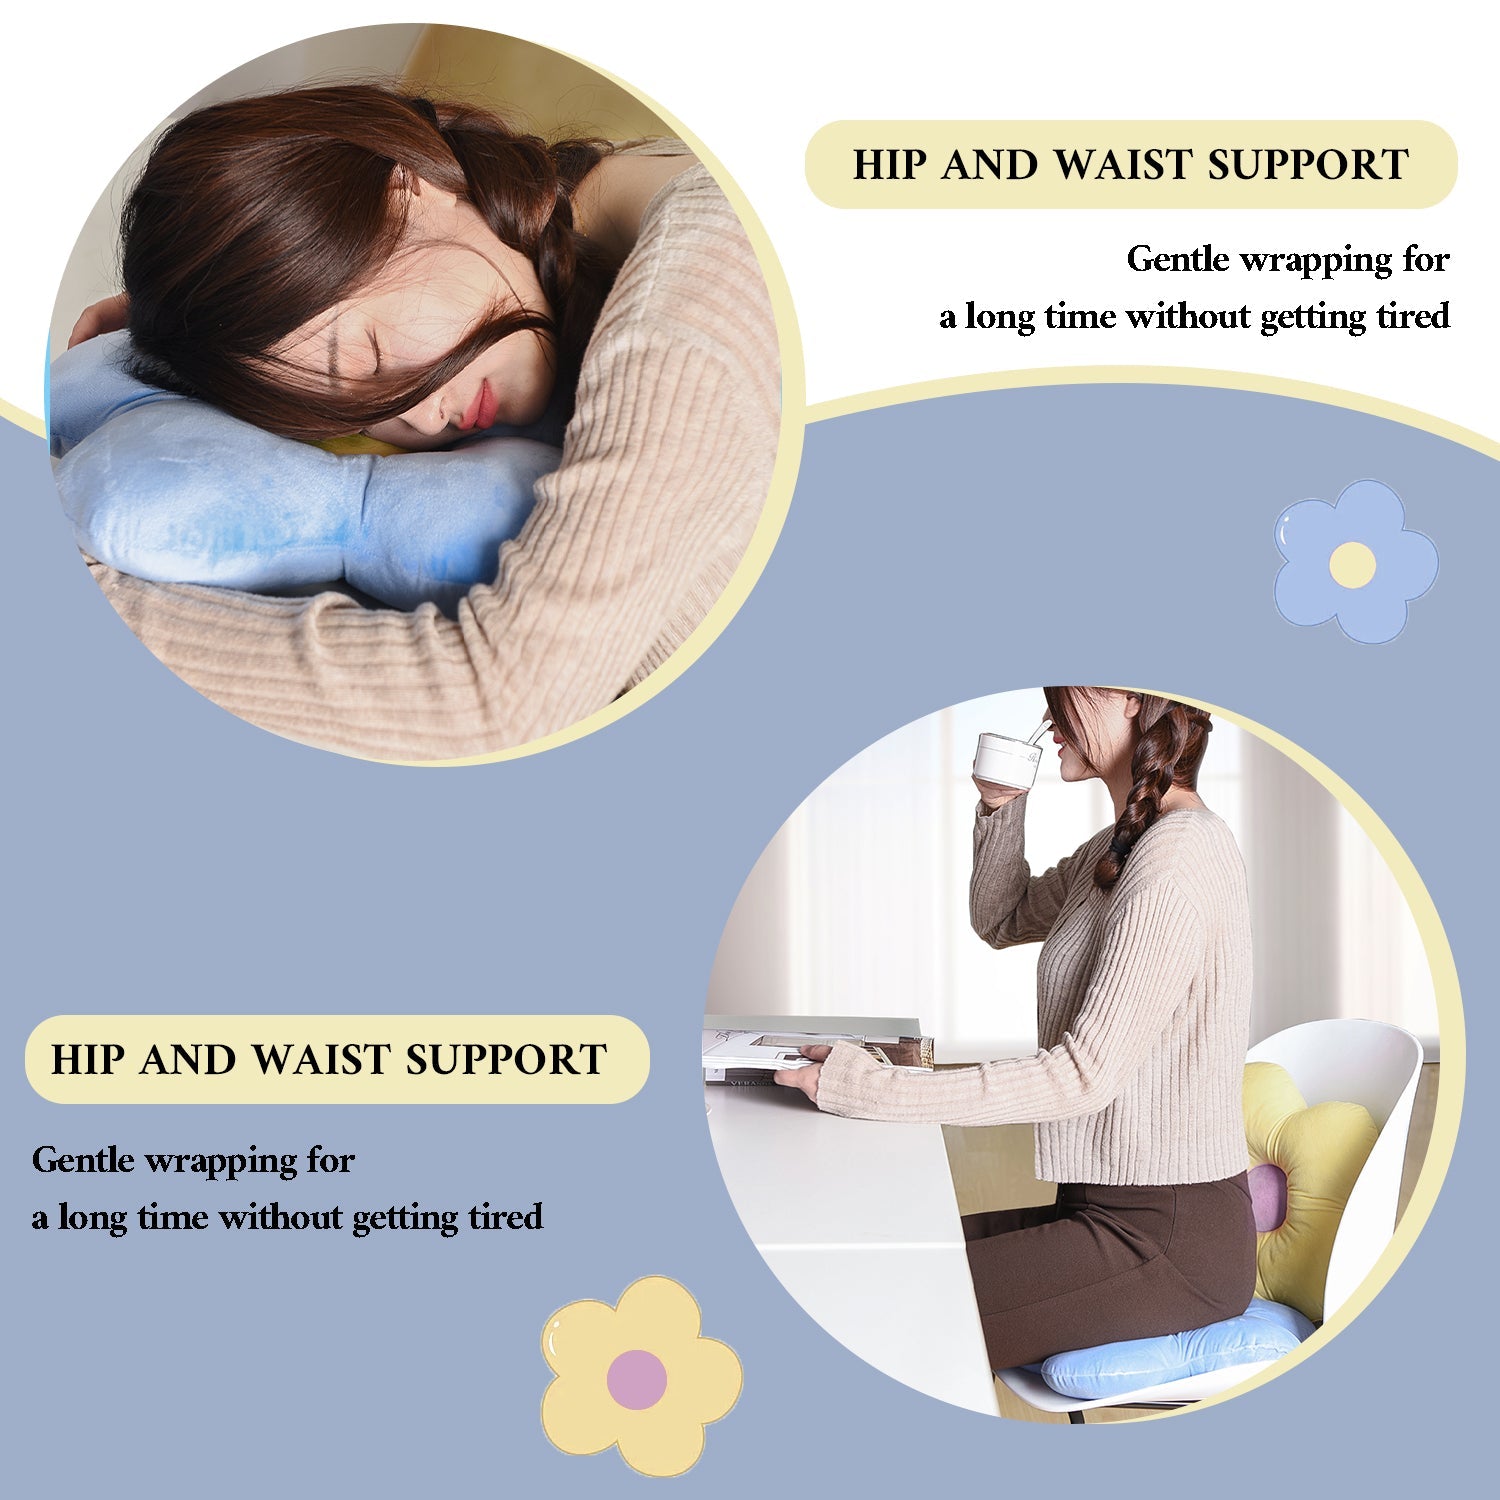 HIP AND WAIST SUPPORT
Gentle wrapping for
a long time without getting tired
HIP AND WAIST SUPPORT
Gentle wrapping for
a long time without getting tired